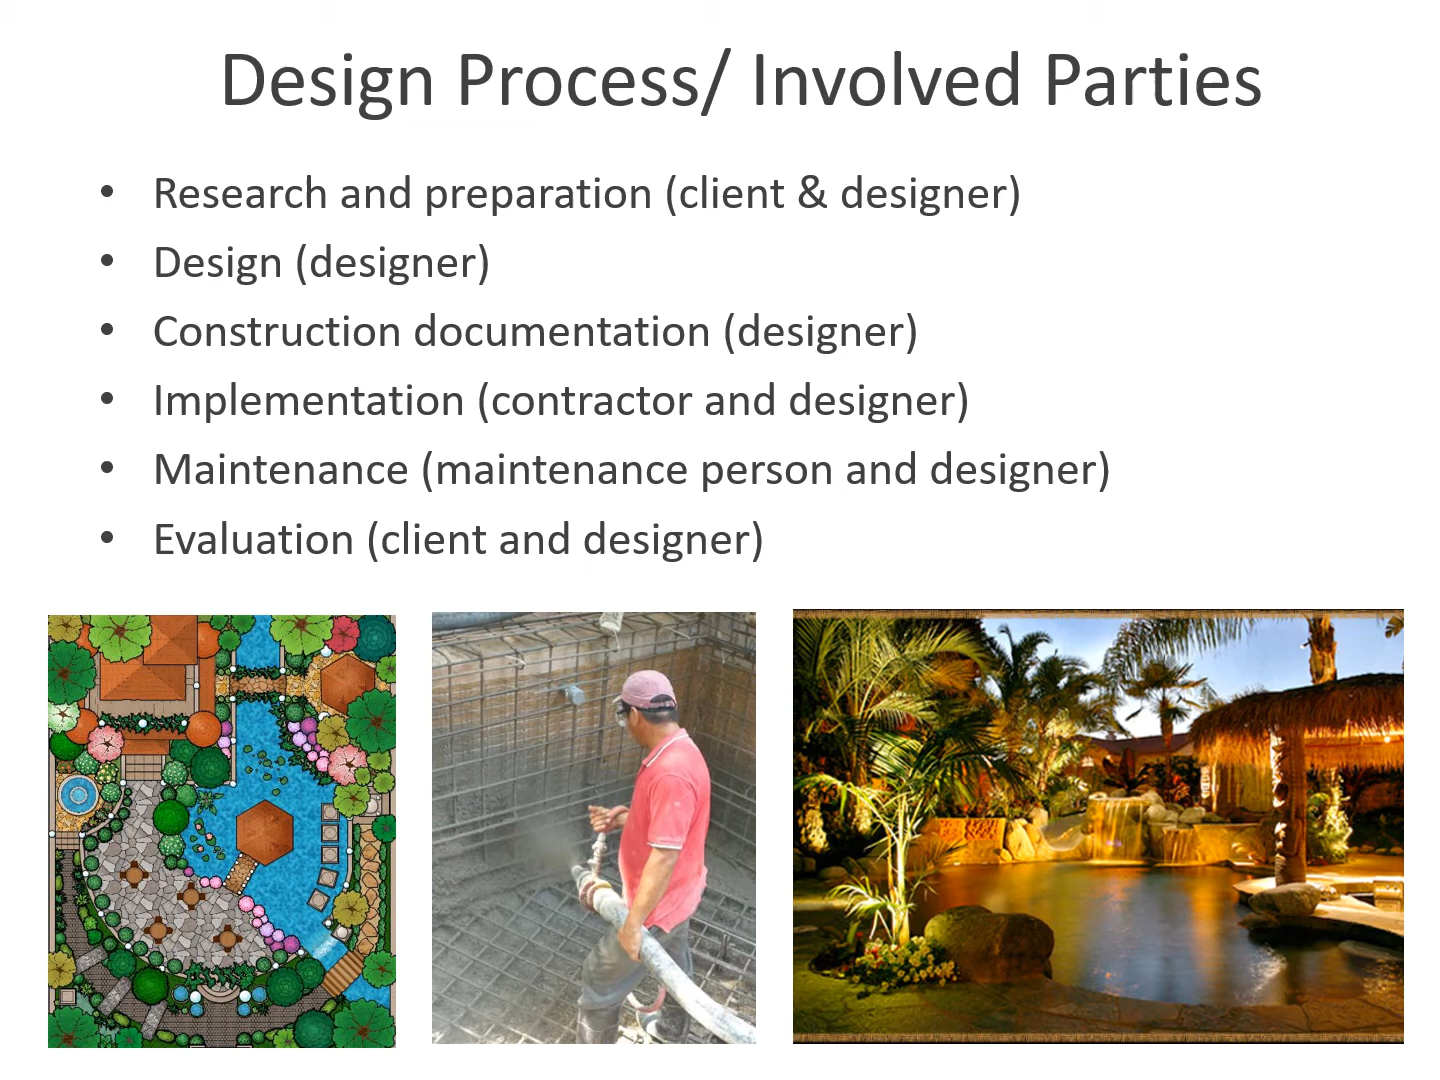 Design Process/ Involved Parties
• Research and preparation (client & designer)
• Design (designer)
• Construction documentation (designer)
• Implementation (contractor and designer)
• Maintenance (maintenance person and designer)
• Evaluation (client and designer)